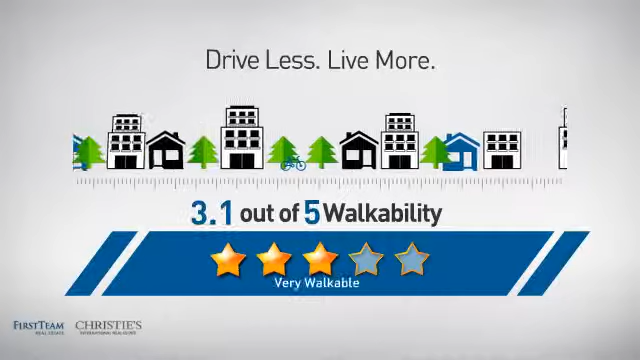 Drive Less. Live More.
3.1 out of 5 Walkability
Very Walkable
FIRSTTEAM CHRISTIE'S
REAL ESTATE INTERNATIONAL REAL ESTATE